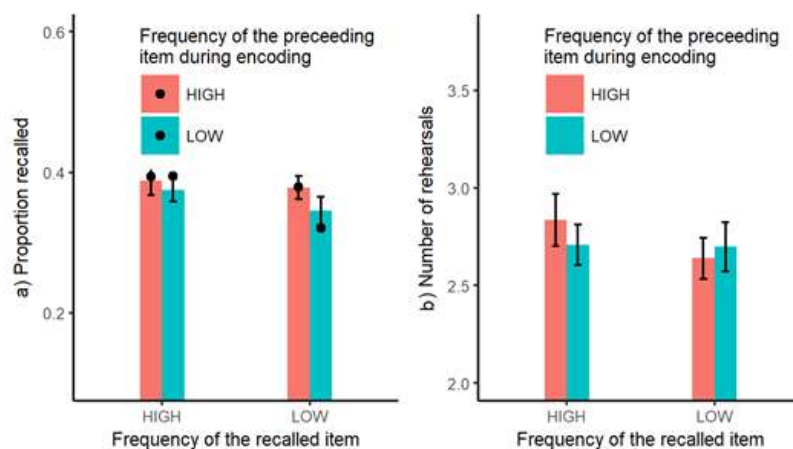 Frequency of the preceeding
item during encoding
HIGH
LOW
0.6
0.4
0.2
a) Proportion recalled
HIGH
LOW
Frequency of the recalled item
Frequency of the preceeding
item during encoding
HIGH
LOW
3.5
3.0
2.5
2.0
b) Number of rehearsals
HIGH
LOW
Frequency of the recalled item